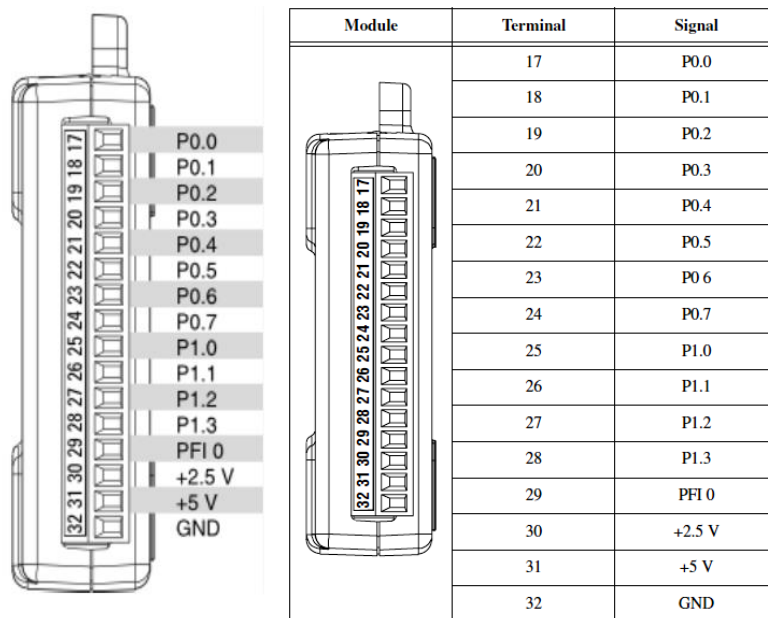 17 P0.0
18 P0.1
19 P0.2
20 P0.3
21 P0.4
22 P0.5
23 P0.6
24 P0.7
25 P1.0
26 P1.1
27 P1.2
28 P1.3
29 PFI 0
30 +2.5 V
31 +5 V
32 GND
Module Terminal Signal
17 18 19 20 21 22 23 24 25 26 27 28 29 30 31 32
17 P0.0
18 P0.1
19 P0.2
20 P0.3
21 P0.4
22 P0.5
23 P0 6
24 P0.7
25 P1.0
26 P1.1
27 P1.2
28 P1.3
29 PFI 0
30 +2.5 V
31 +5 V
32 GND